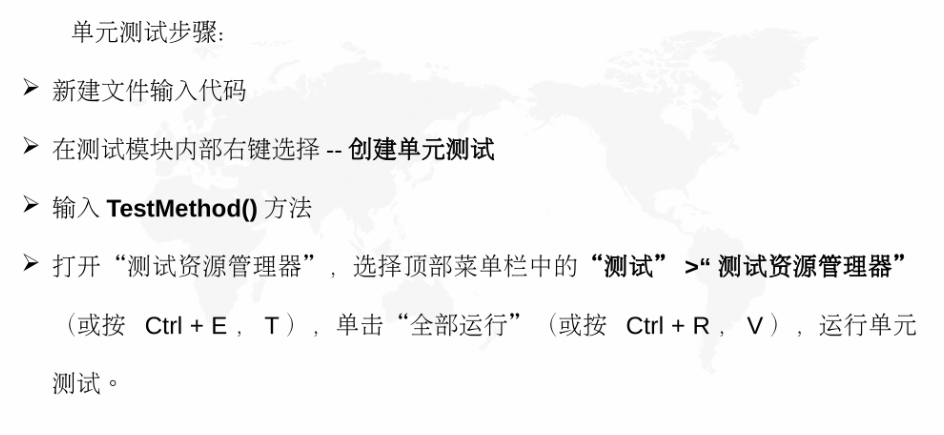 单元测试步骤:
➢ 新建文件输入代码
➢ 在测试模块内部右键选择 -- 创建单元测试
➢ 输入 TestMethod() 方法
➢ 打开“测试资源管理器”, 选择顶部菜单栏中的“测试” >“ 测试资源管理器”
（或按 Ctrl + E , T ）, 单击“全部运行” （或按 Ctrl + R , V ）, 运行单元
测试。